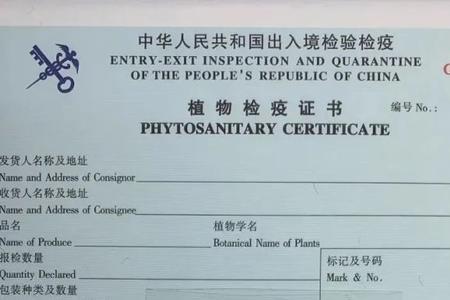 中华人民共和国出入境检验检疫
ENTRY-EXIT INSPECTION AND QUARANTINE
OF THE PEOPLE'S REPUBLIC OF CHINA
植物检疫证书
编号 No.:
PHYTOSANITARY CERTIFICATE
发货人名称及地址
Name and Address of Consignor
收货人名称及地址
Name and Address of Consignee
品名
植物学名
Name of Produce
Botanical Name of Plants
报检数量
标记及号码
Quantity Declared
Mark & No.
包装种类及数量